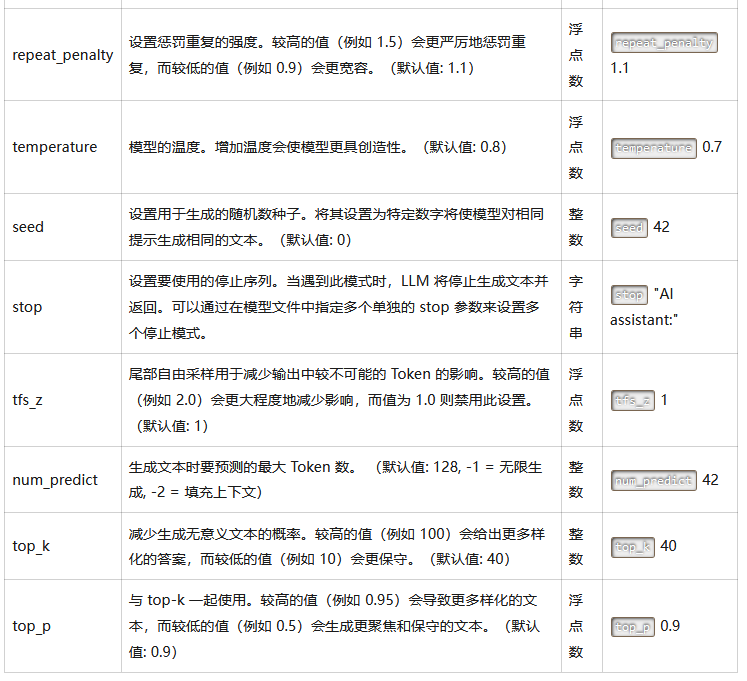 repeat_penalty
设置惩罚重复的强度。较高的值（例如 1.5）会更严厉地惩罚重
复，而较低的值（例如 0.9）会更宽容。（默认值: 1.1）
浮
点
数
repeat_penalty
1.1
temperature
模型的温度。增加温度会使模型更具创造性。（默认值: 0.8）
浮
点
数
temperature 0.7
seed
设置用于生成的随机数种子。将其设置为特定数字将使模型对相同
提示生成相同的文本。（默认值: 0）
整
数
seed 42
stop
设置要使用的停止序列。当遇到此模式时，LLM 将停止生成文本并
返回。可以通过在模型文件中指定多个单独的 stop 参数来设置多
个停止模式。
字
符
串
stop "AI
assistant:"
tfs_z
尾部自由采样用于减少输出中较不可能的 Token 的影响。较高的值
（例如 2.0）会更大程度地减少影响，而值为 1.0 则禁用此设置。
（默认值: 1）
浮
点
数
tfs_z 1
num_predict
生成文本时要预测的最大 Token 数。 （默认值: 128, -1 = 无限生
成, -2 = 填充上下文）
整
数
num_predict 42
top_k
减少生成无意义文本的概率。较高的值（例如 100）会给出更多样
化的答案，而较低的值（例如 10）会更保守。（默认值: 40）
整
数
top_k 40
top_p
与 top-k 一起使用。较高的值（例如 0.95）会导致更多样化的文
本，而较低的值（例如 0.5）会生成更聚焦和保守的文本。（默认
值: 0.9）
浮
点
数
top_p 0.9